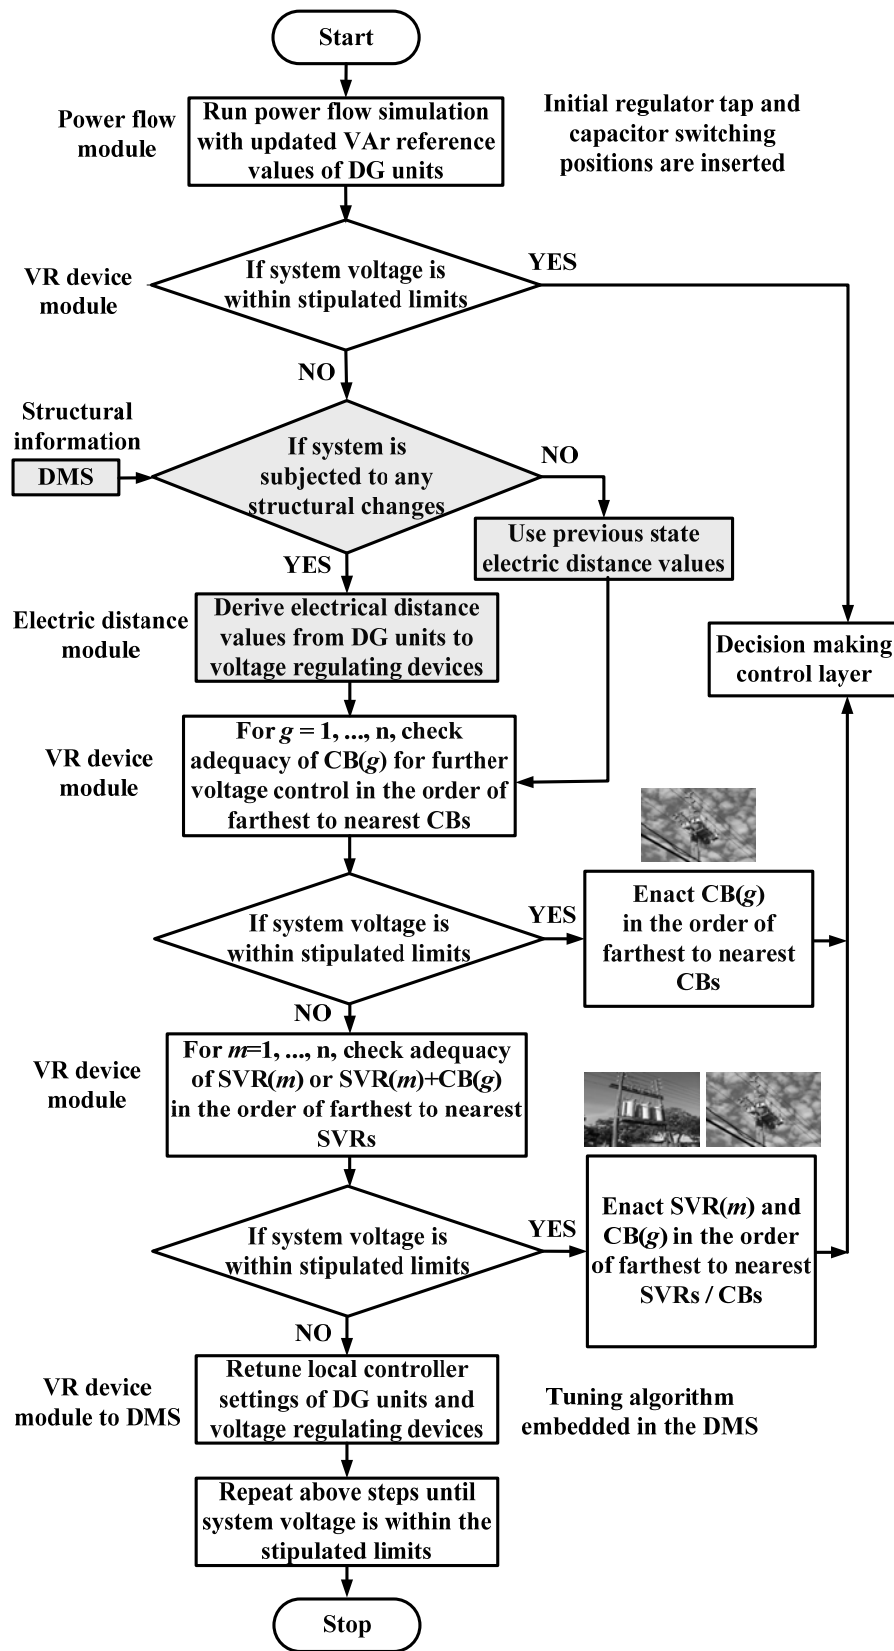 Start
Power flow
module
Run power flow simulation
with updated VAr reference
values of DG units
Initial regulator tap and
capacitor switching
positions are inserted
VR device
module
If system voltage is
within stipulated limits
YES
NO
Structural
information
DMS
If system is
subjected to any
structural changes
NO
Use previous state
electric distance values
YES
Electric distance
module
Derive electrical distance
values from DG units to
voltage regulating devices
Decision making
control layer
VR device
module
For g = 1, ..., n, check
adequacy of CB(g) for further
voltage control in the order of
farthest to nearest CBs
If system voltage is
within stipulated limits
YES
Enact CB(g)
in the order of
farthest to nearest
CBs
NO
VR device
module
For m=1, ..., n, check adequacy
of SVR(m) or SVR(m)+CB(g)
in the order of farthest to nearest
SVRs
If system voltage is
within stipulated limits
YES
Enact SVR(m) and
CB(g) in the order
of farthest to nearest
SVRs / CBs
NO
VR device
module to DMS
Retune local controller
settings of DG units and
voltage regulating devices
Tuning algorithm
embedded in the DMS
Repeat above steps until
system voltage is within the
stipulated limits
Stop